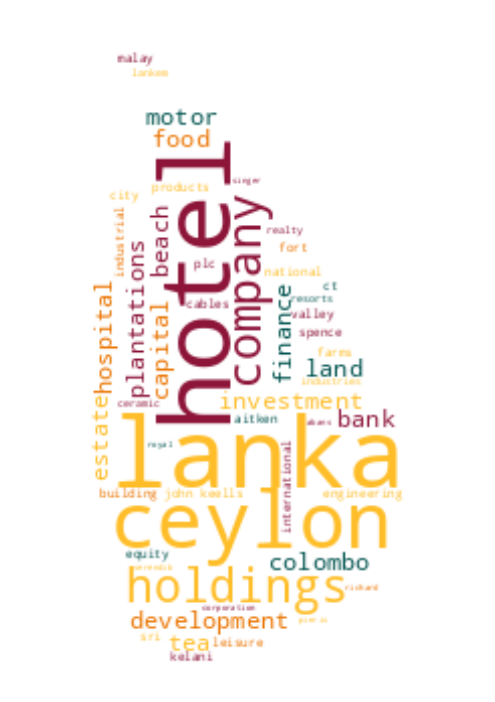 malay
lankem
motor
food
hotel
singer
products
city
company
beach
industrial
realty
fort
plantations
plc
national
ct
cables
resorts
finance
hospital
capital
valley
spence
farms
land
industries
estate
ceramic
investment
aitken
abans
bank
lanka
royal
international
building
john keells
engineering
ceylon
equity
colombo
serendib
holdings
richard
corporation
development
sri
tea
leisure
kelani